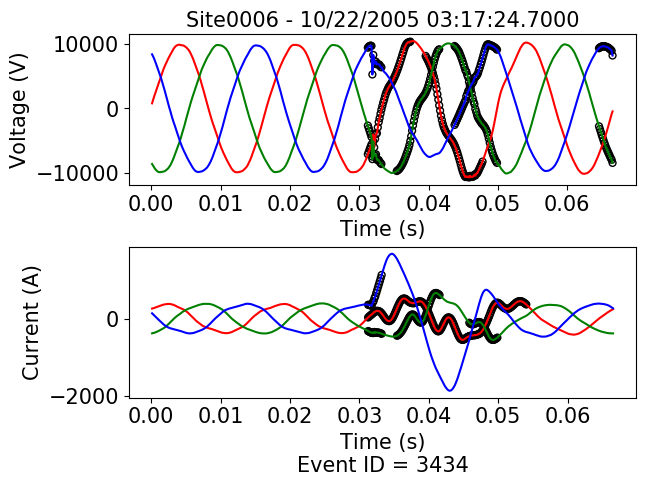 Site0006 - 10/22/2005 03:17:24.7000
Voltage (V)
10000
0
−10000
0.00 0.01 0.02 0.03 0.04 0.05 0.06
Time (s)
Current (A)
0
−2000
0.00 0.01 0.02 0.03 0.04 0.05 0.06
Time (s)
Event ID = 3434